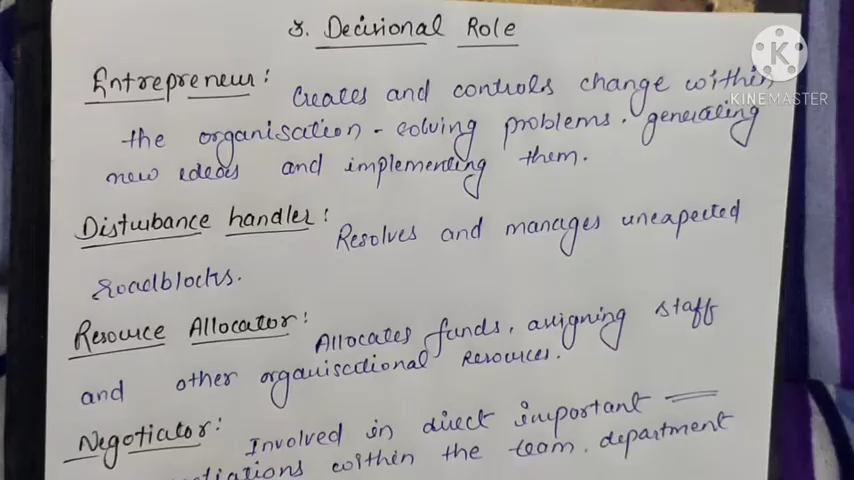 3. Decisional Role
Entrepreneur: Creates and controls change within
the organisation - solving problems, generating
new ideas and implementing them.
Disturbance handler: Resolves and manages unexpected
roadblocks.
Resource Allocator: Allocates funds, assigning staff
and other organisational Resources.
Negotiator: Involved in direct important
within the team, department
KINEMASTER